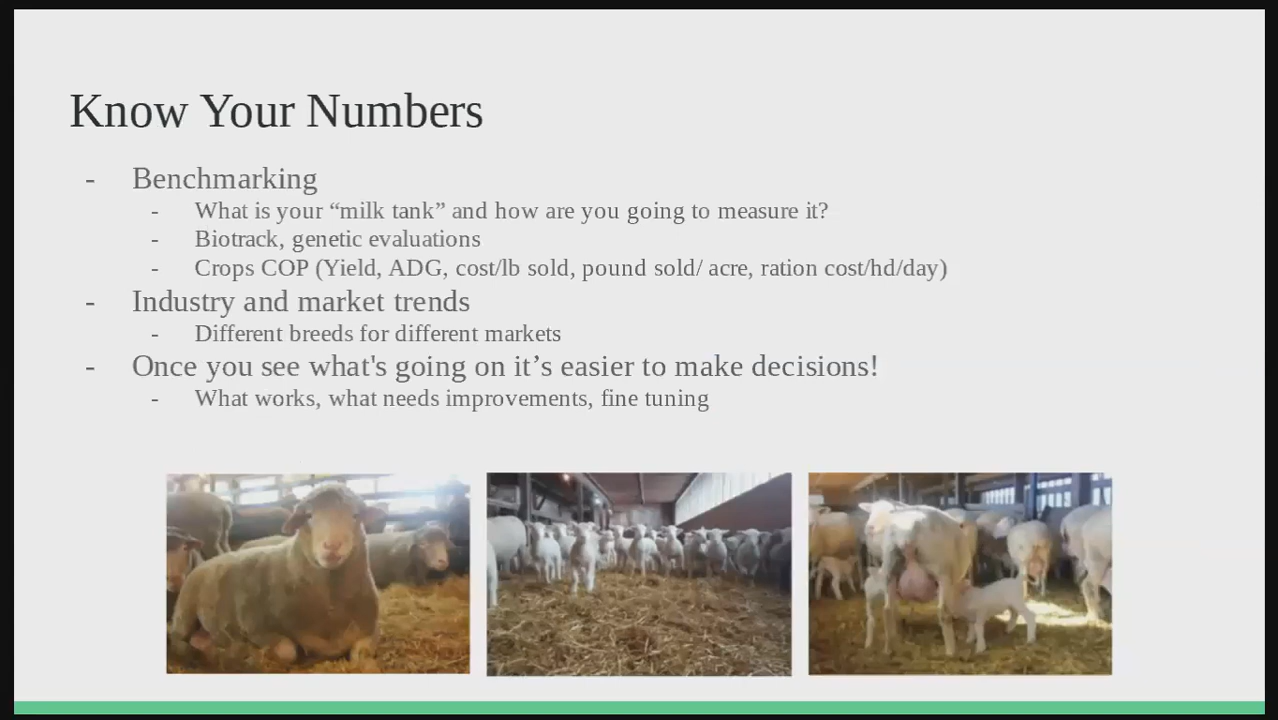 Know Your Numbers
- Benchmarking
- What is your “milk tank” and how are you going to measure it?
- Biotrack, genetic evaluations
- Crops COP (Yield, ADG, cost/lb sold, pound sold/ acre, ration cost/hd/day)
- Industry and market trends
- Different breeds for different markets
- Once you see what's going on it’s easier to make decisions!
- What works, what needs improvements, fine tuning